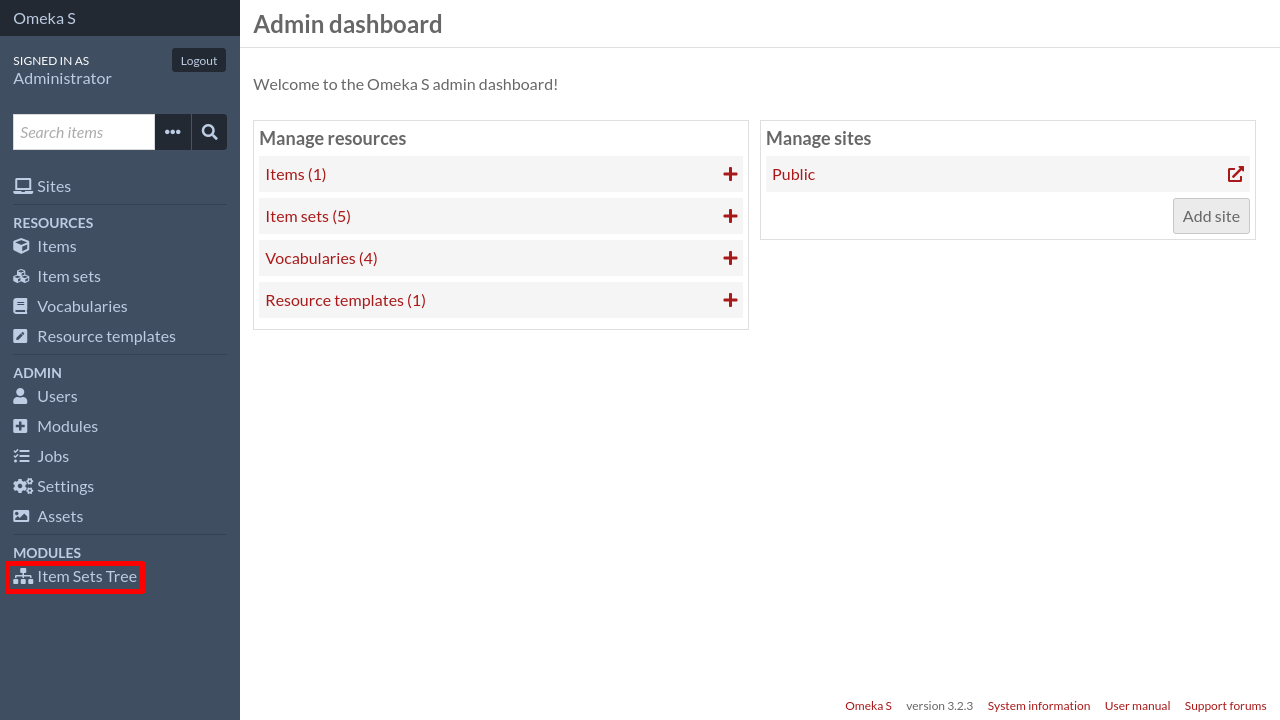 Omeka S
SIGNED IN AS
Administrator
Logout
Search items
Sites
RESOURCES
Items
Item sets
Vocabularies
Resource templates
ADMIN
Users
Modules
Jobs
Settings
Assets
MODULES
Item Sets Tree
Admin dashboard
Welcome to the Omeka S admin dashboard!
Manage resources
Items (1)
Item sets (5)
Vocabularies (4)
Resource templates (1)
Manage sites
Public
Add site
Omeka S version 3.2.3 System information User manual Support forums